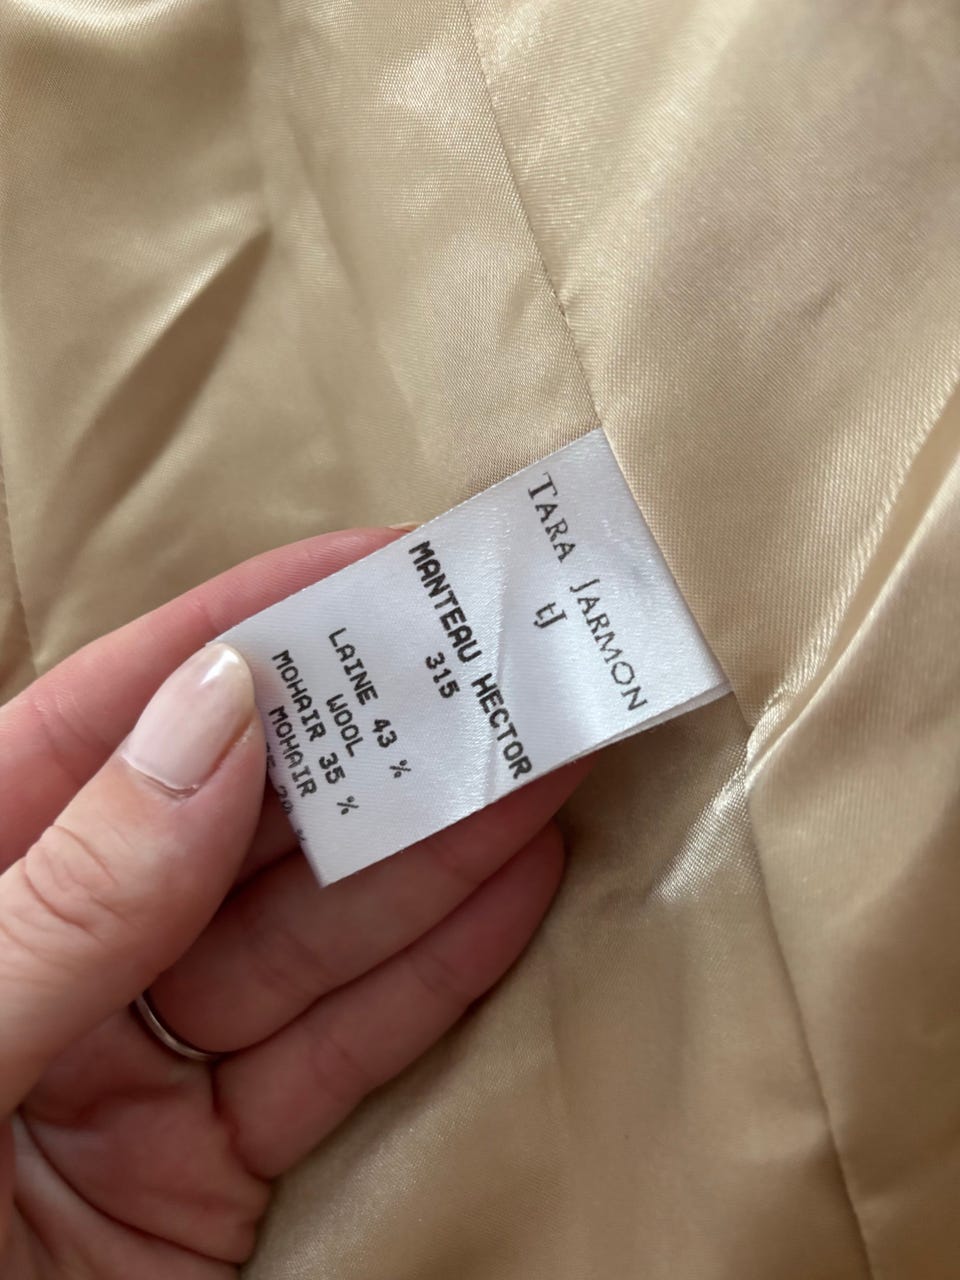 TARA JARMON
tJ
MANTEAU HECTOR
315
LAINE 43 %
WOOL
MOHAIR 35 %
MOHAIR